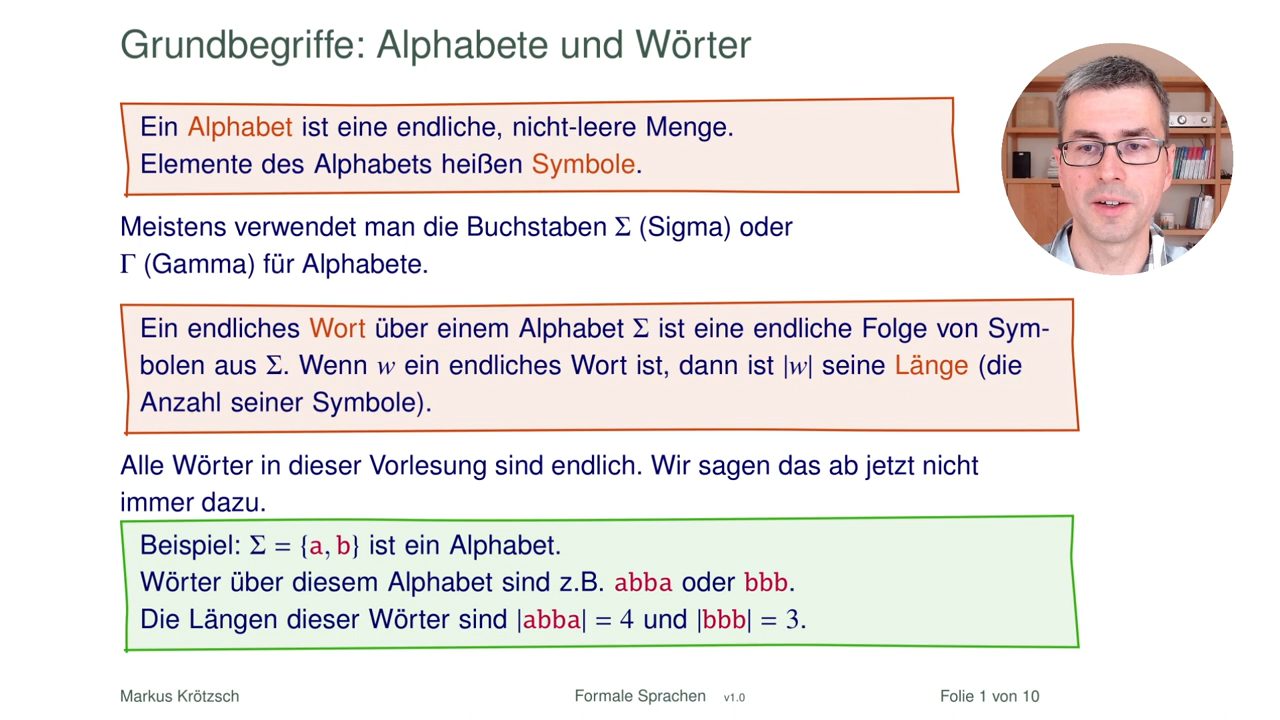 Grundbegriffe: Alphabete und Wörter
Ein Alphabet ist eine endliche, nicht-leere Menge.
Elemente des Alphabets heißen Symbole.
Meistens verwendet man die Buchstaben Σ (Sigma) oder
Γ (Gamma) für Alphabete.
Ein endliches Wort über einem Alphabet Σ ist eine endliche Folge von Sym-
bolen aus Σ. Wenn w ein endliches Wort ist, dann ist |w| seine Länge (die
Anzahl seiner Symbole).
Alle Wörter in dieser Vorlesung sind endlich. Wir sagen das ab jetzt nicht
immer dazu.
Beispiel: Σ = {a, b} ist ein Alphabet.
Wörter über diesem Alphabet sind z.B. abba oder bbb.
Die Längen dieser Wörter sind |abba| = 4 und |bbb| = 3.
Markus Krötzsch Formale Sprachen v1.0 Folie 1 von 10